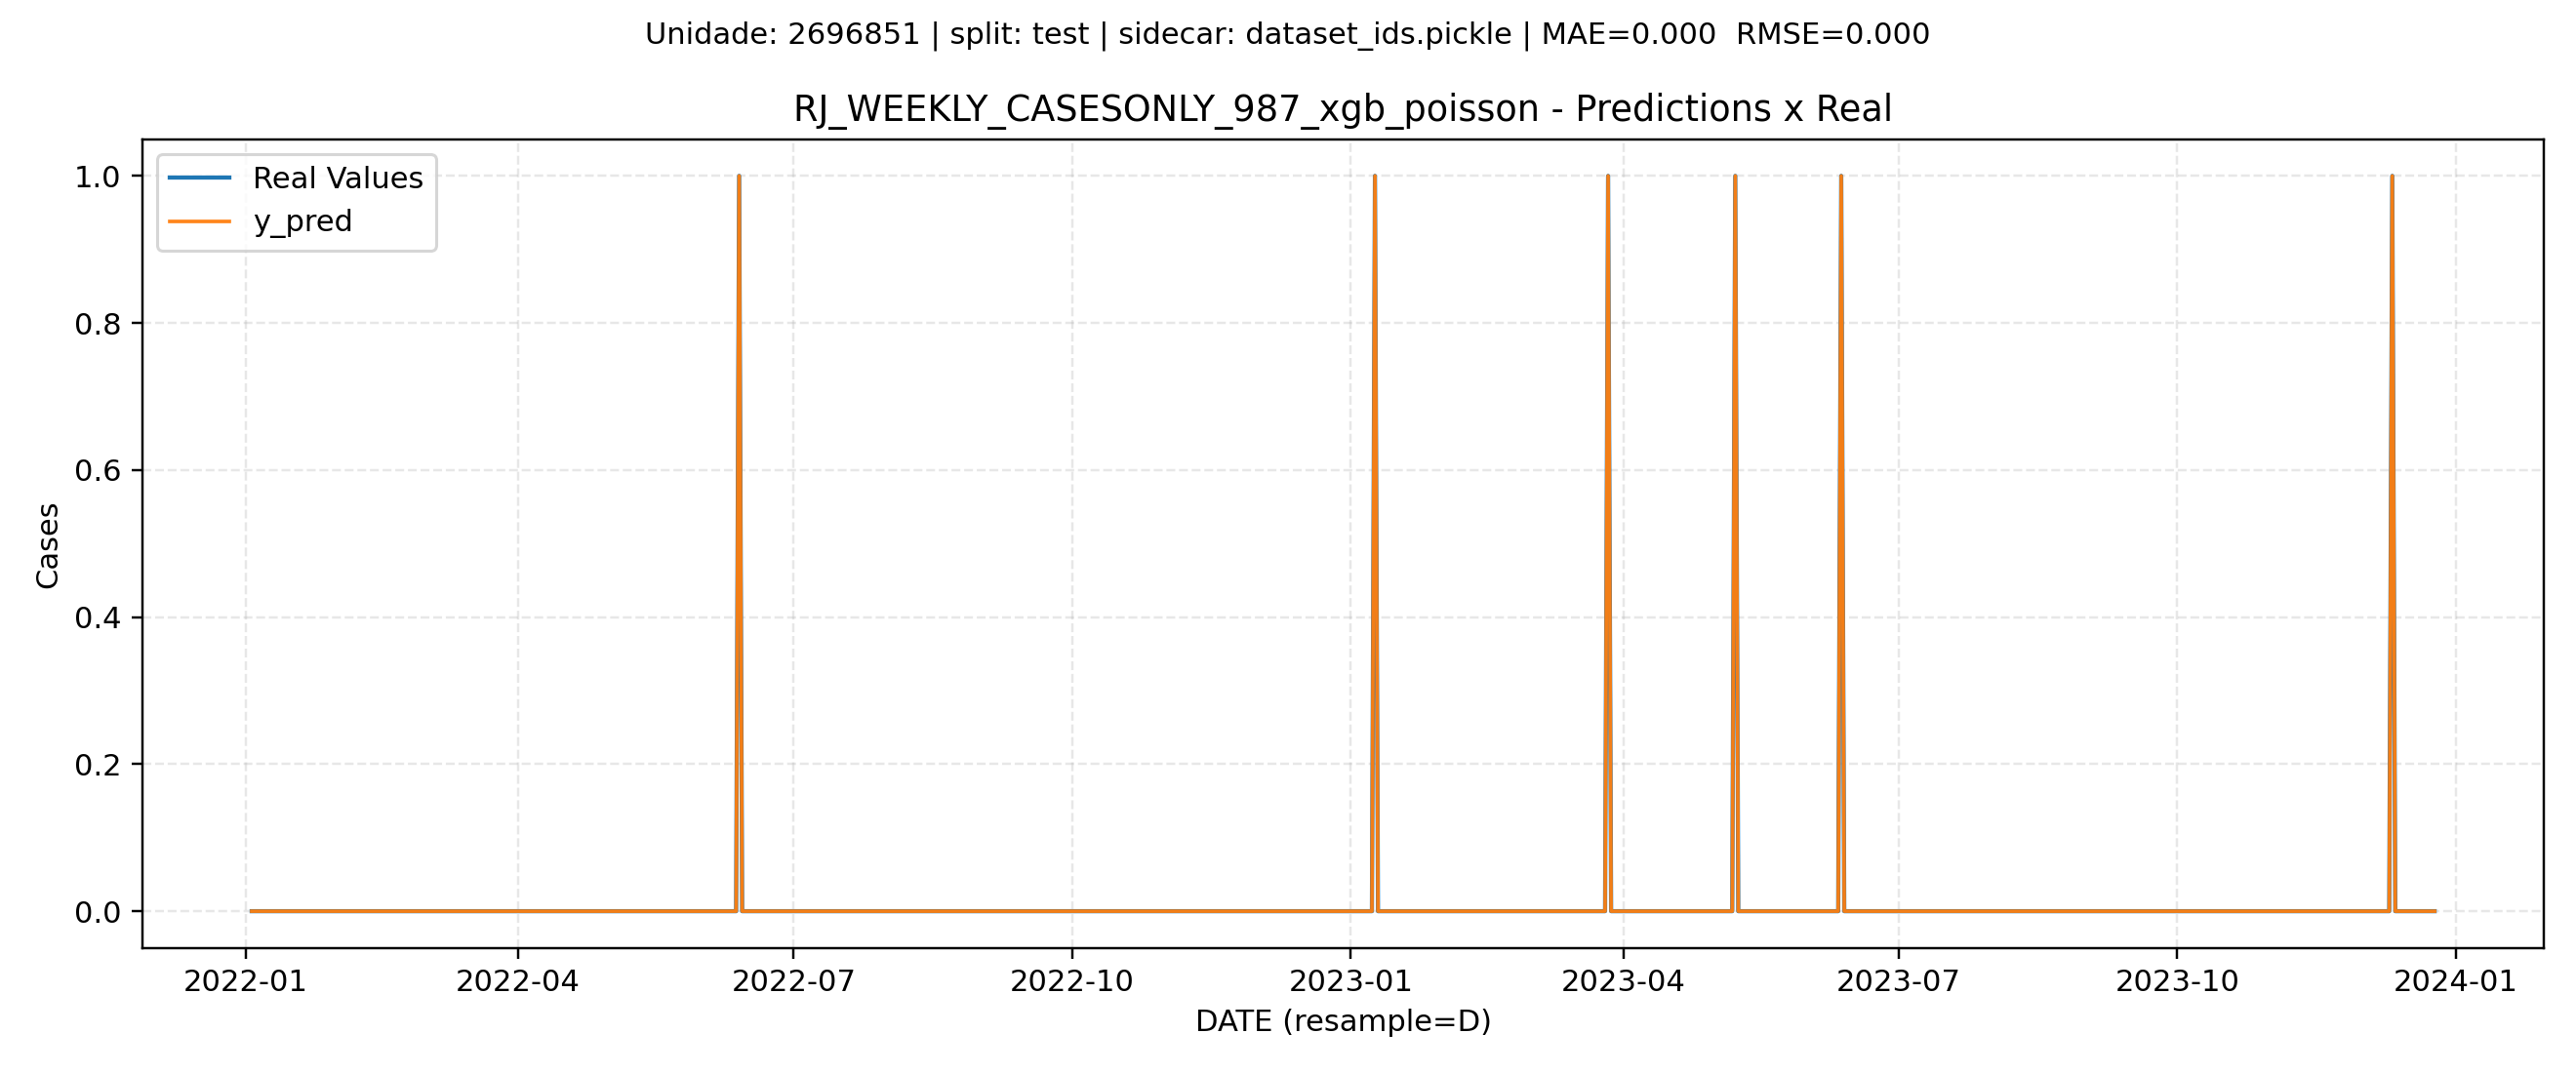 Unidade: 2696851 | split: test | sidecar: dataset_ids.pickle | MAE=0.000  RMSE=0.000
RJ_WEEKLY_CASESONLY_987_xgb_poisson - Predictions x Real
Real Values
y_pred
1.0
0.8
0.6
0.4
0.2
0.0
Cases
2022-01
2022-04
2022-07
2022-10
2023-01
2023-04
2023-07
2023-10
2024-01
DATE (resample=D)